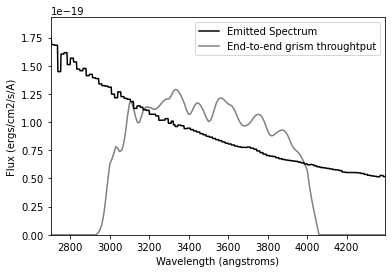 1e−19
Emitted Spectrum
End-to-end grism throughtput
Flux (ergs/cm2/s/A)
1.75
1.50
1.25
1.00
0.75
0.50
0.25
0.00
2800 3000 3200 3400 3600 3800 4000 4200
Wavelength (angstroms)